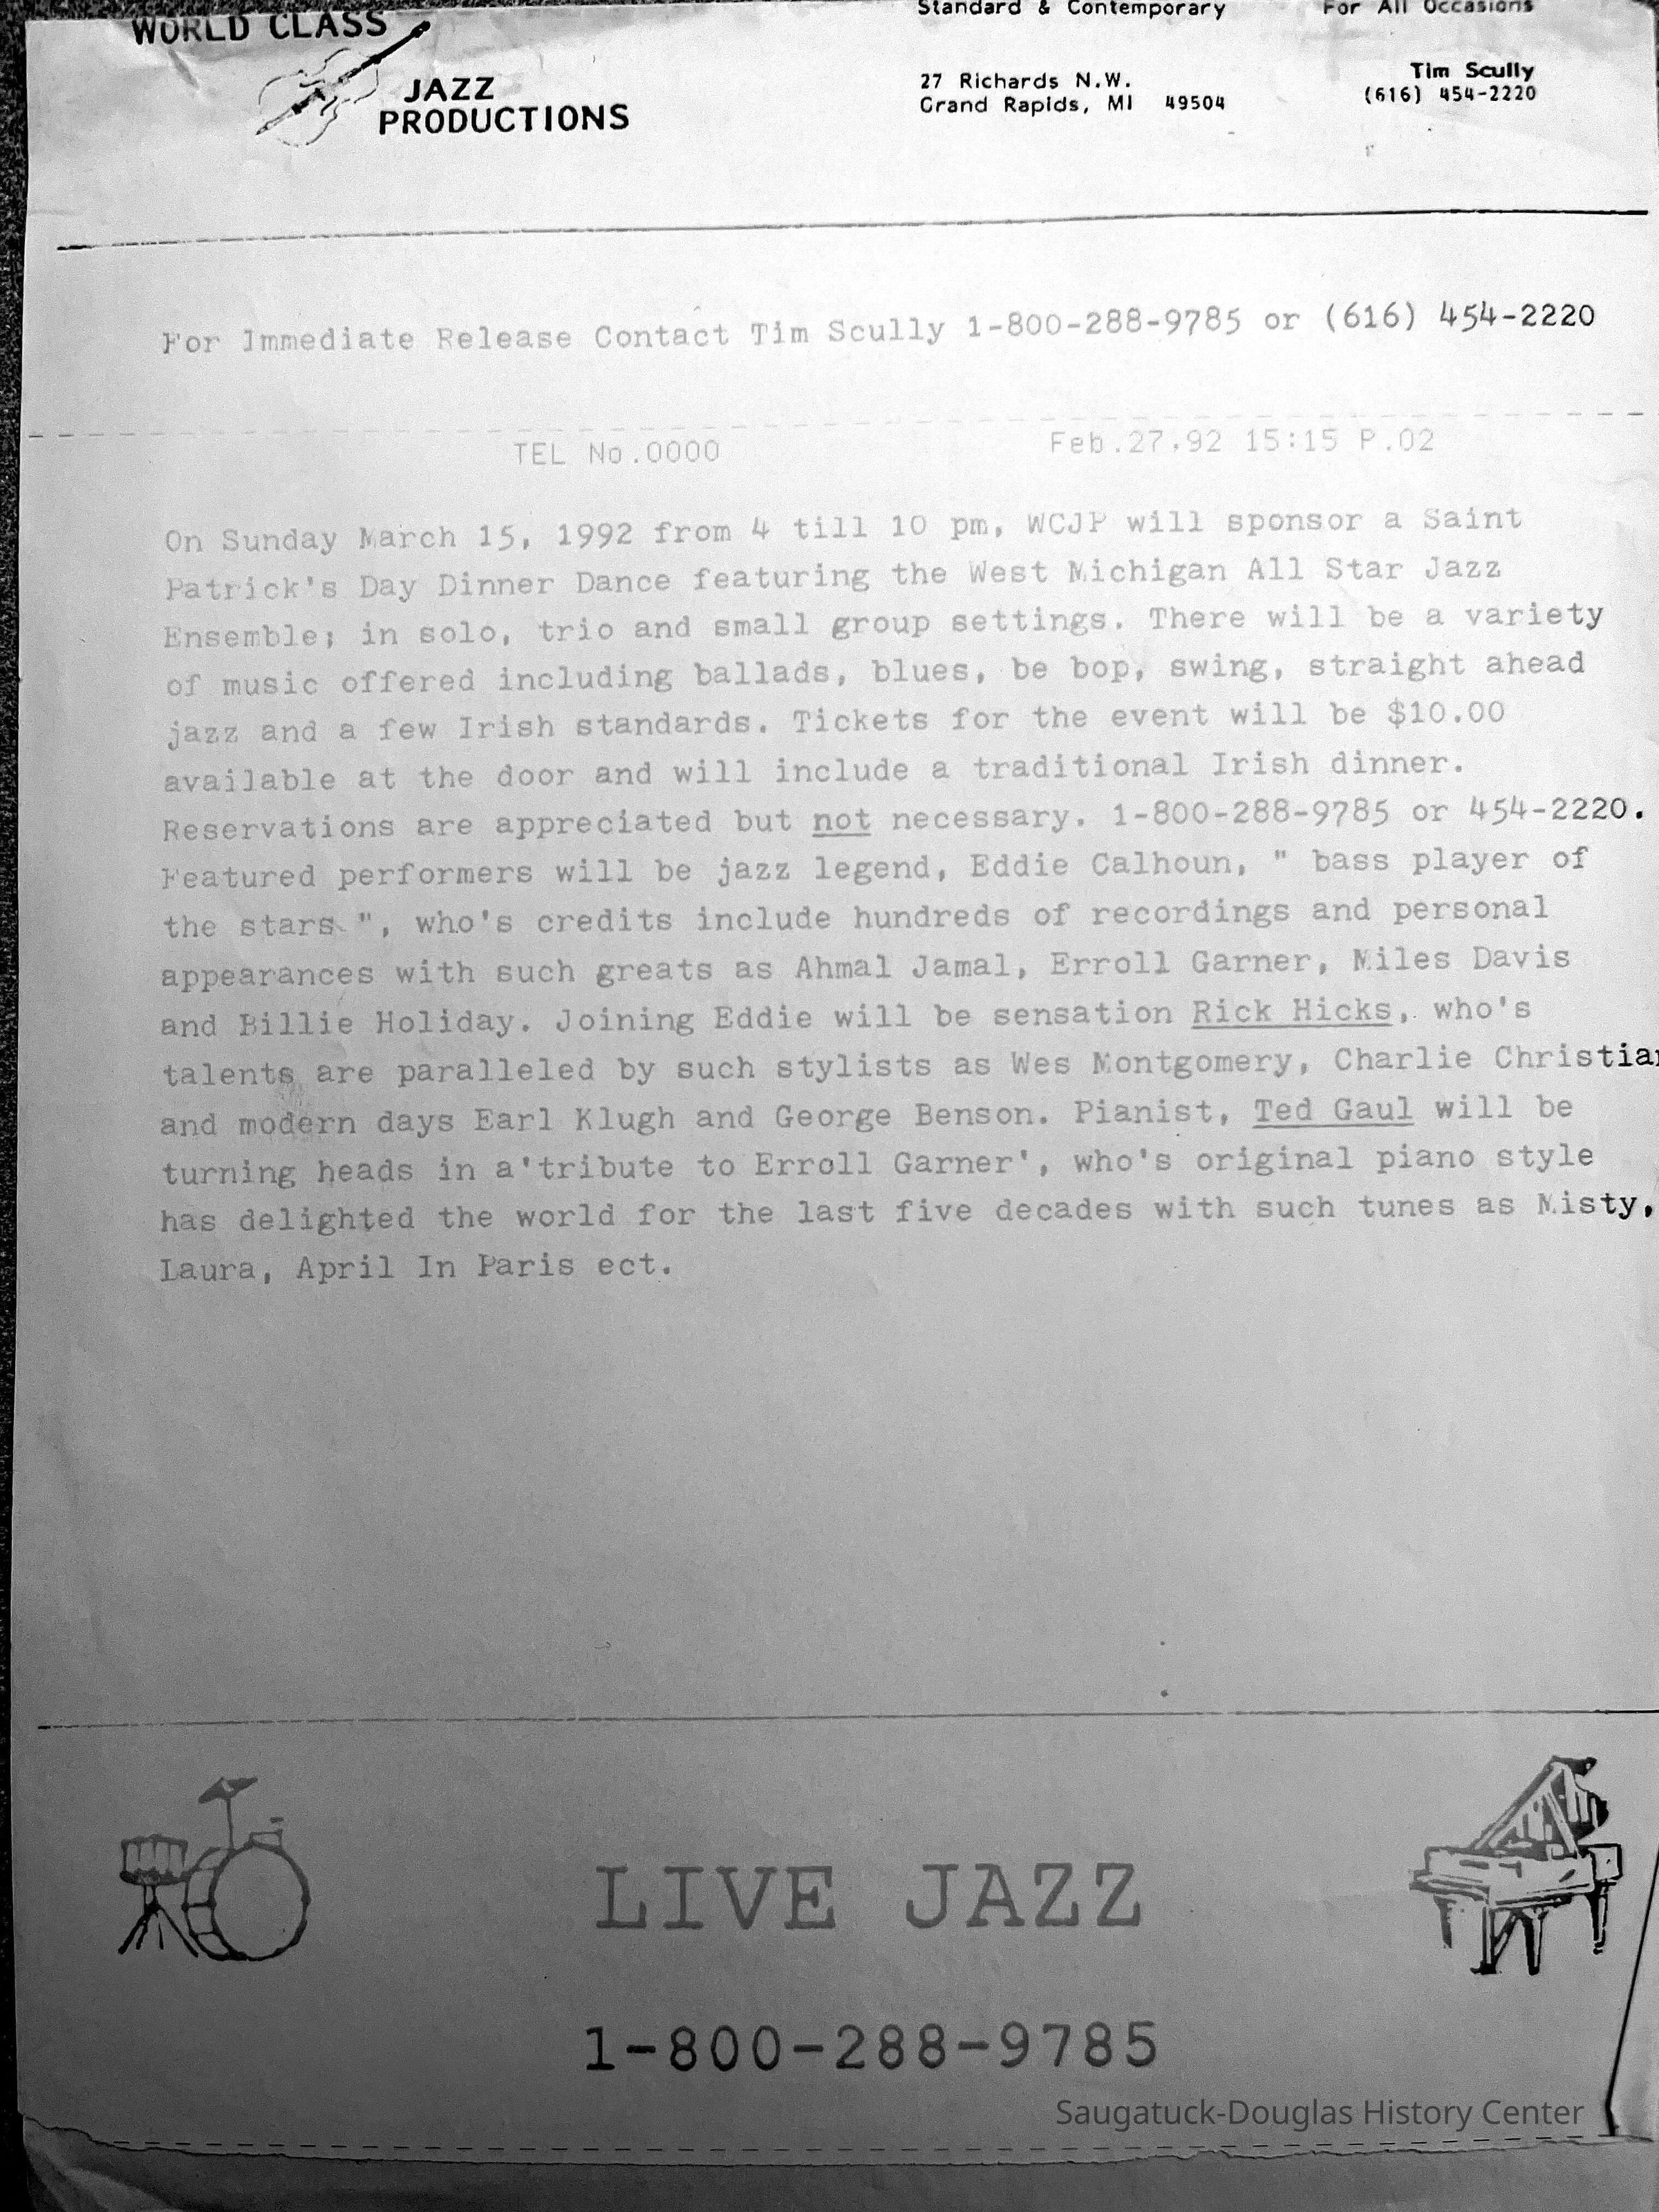 WORLD CLASS
JAZZ
PRODUCTIONS
Standard & Contemporary For All Occasions
27 Richards N.W.
Grand Rapids, MI 49504
Tim Scully
(616) 454-2220
For Immediate Release Contact Tim Scully 1-800-288-9785 or (616) 454-2220
TEL No.0000 Feb.27.92 15:15 P.02
On Sunday March 15, 1992 from 4 till 10 pm, WCJP will sponsor a Saint
Patrick's Day Dinner Dance featuring the West Michigan All Star Jazz
Ensemble; in solo, trio and small group settings. There will be a variety
of music offered including ballads, blues, be bop, swing, straight ahead
jazz and a few Irish standards. Tickets for the event will be $10.00
available at the door and will include a traditional Irish dinner.
Reservations are appreciated but not necessary. 1-800-288-9785 or 454-2220.
Featured performers will be jazz legend, Eddie Calhoun, " bass player of
the stars ", who's credits include hundreds of recordings and personal
appearances with such greats as Ahmal Jamal, Erroll Garner, Miles Davis
and Billie Holiday. Joining Eddie will be sensation Rick Hicks, who's
talents are paralleled by such stylists as Wes Montgomery, Charlie Christian
and modern days Earl Klugh and George Benson. Pianist, Ted Gaul will be
turning heads in a'tribute to Erroll Garner', who's original piano style
has delighted the world for the last five decades with such tunes as Misty,
Laura, April In Paris ect.
LIVE JAZZ
1-800-288-9785
Saugatuck-Douglas History Center